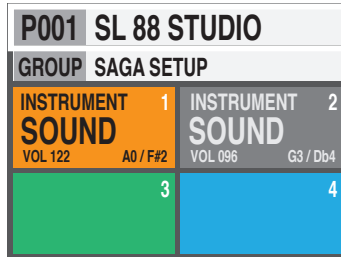 P001 SL 88 STUDIO
GROUP SAGA SETUP
INSTRUMENT 1
SOUND
VOL 122 A0 / F#2
INSTRUMENT 2
SOUND
VOL 096 G3 / Db4
3
4